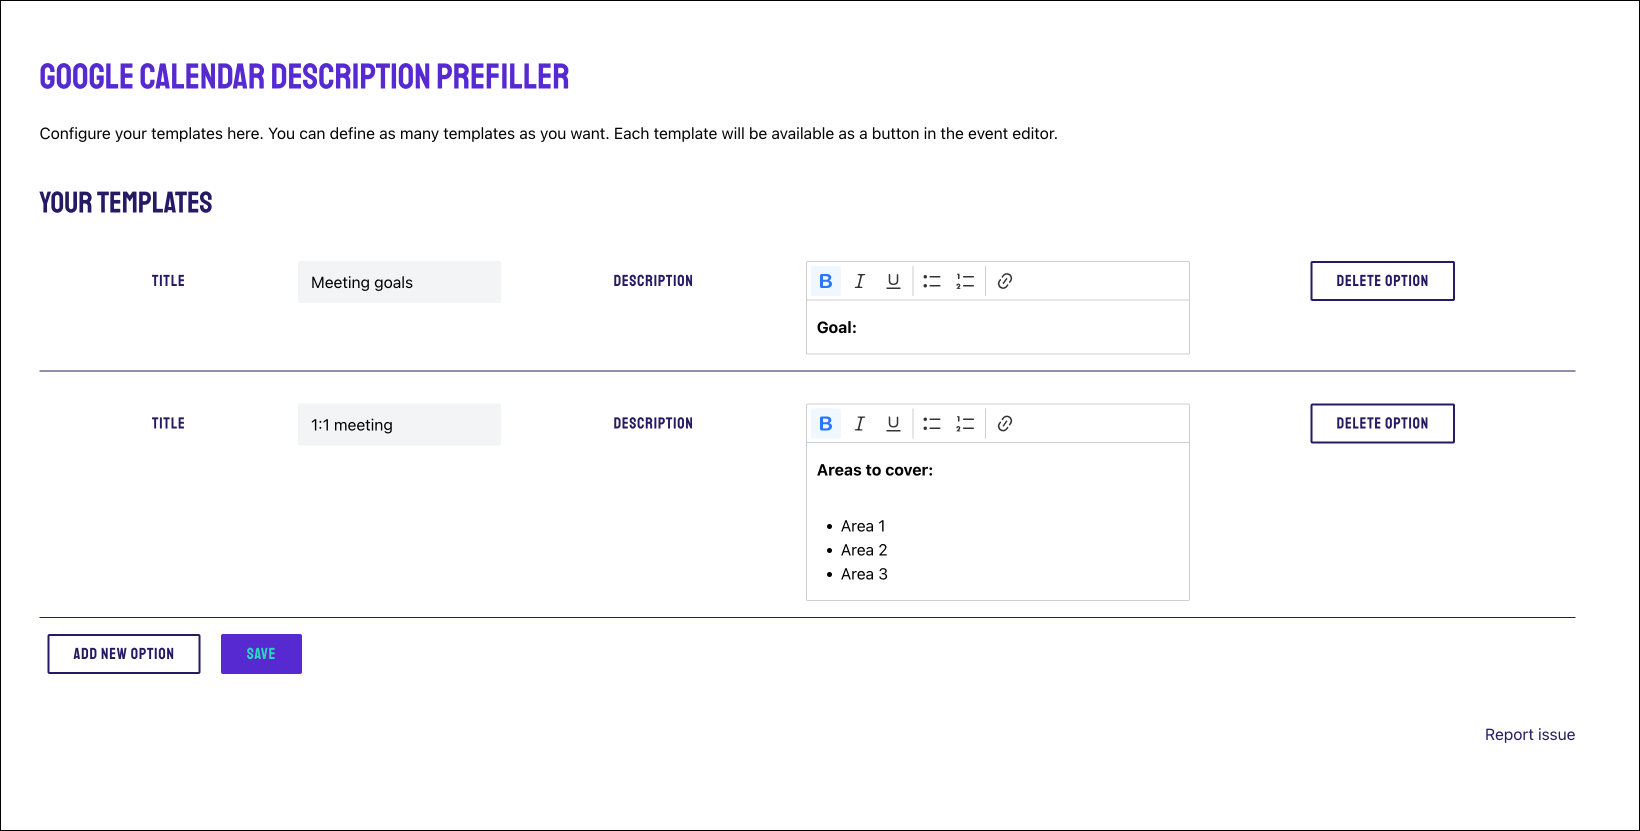 GOOGLE CALENDAR DESCRIPTION PREFILLER
Configure your templates here. You can define as many templates as you want. Each template will be available as a button in the event editor.
YOUR TEMPLATES
TITLE
Meeting goals
DESCRIPTION
B I U
Goal:
DELETE OPTION
TITLE
1:1 meeting
DESCRIPTION
B I U
Areas to cover:
• Area 1
• Area 2
• Area 3
DELETE OPTION
ADD NEW OPTION
SAVE
Report issue